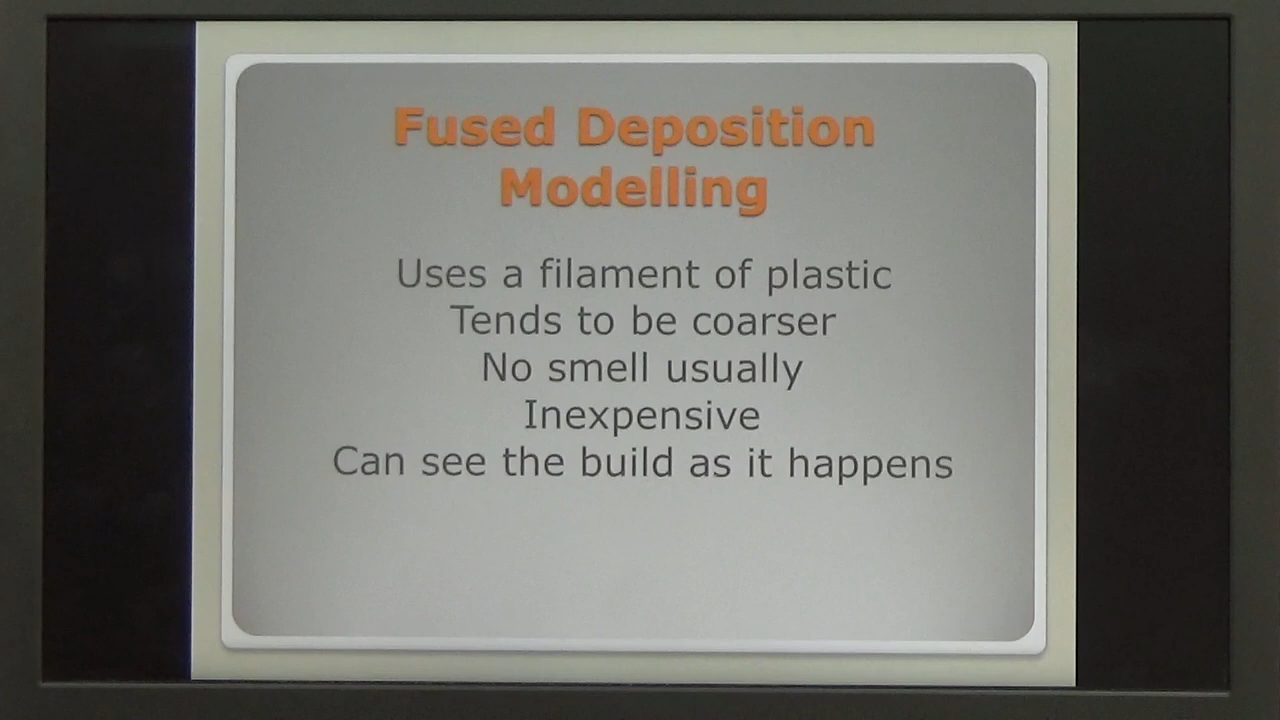 Fused Deposition
Modelling
Uses a filament of plastic
Tends to be coarser
No smell usually
Inexpensive
Can see the build as it happens